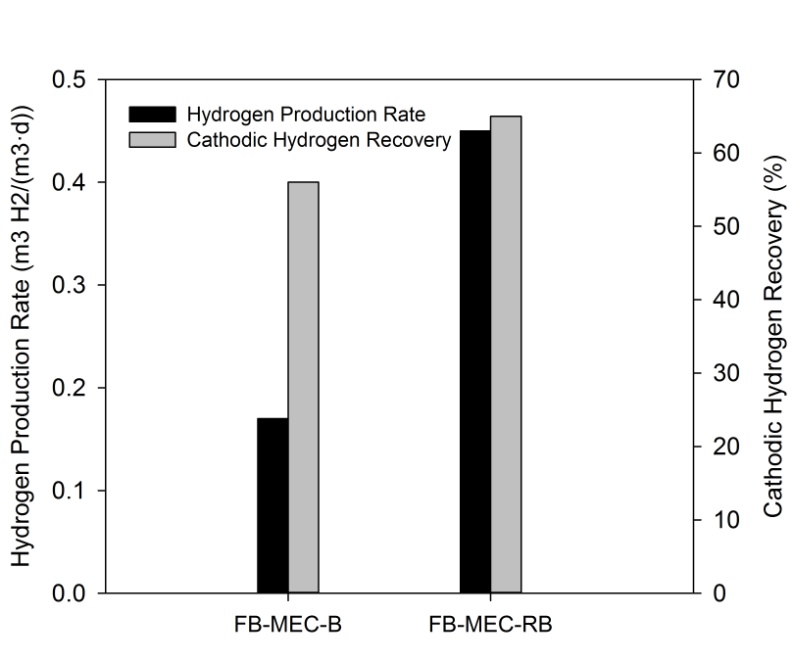 Hydrogen Production Rate (m3 H2/(m3·d))
0.5
0.4
0.3
0.2
0.1
0.0
Hydrogen Production Rate
Cathodic Hydrogen Recovery
70
60
50
40
30
20
10
0
Cathodic Hydrogen Recovery (%)
FB-MEC-B
FB-MEC-RB